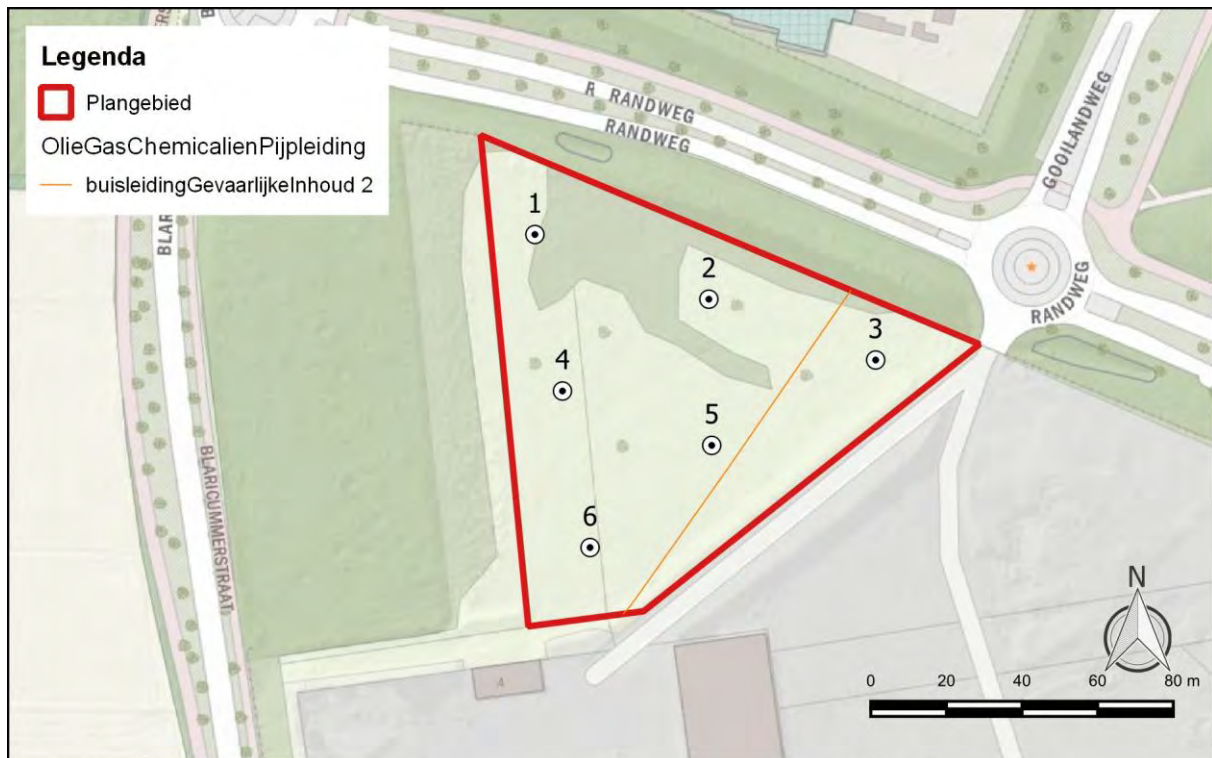 Legenda
Plangebied
OlieGasChemicalienPijpleiding
buisleidingGevaarlijkeInhoud 2
R RANDWEG
RANDWEG
GOOILANDWEG
RANDWEG
BLARICUMMERSTRAAT
1
2
3
4
5
6
N
0 20 40 60 80 m